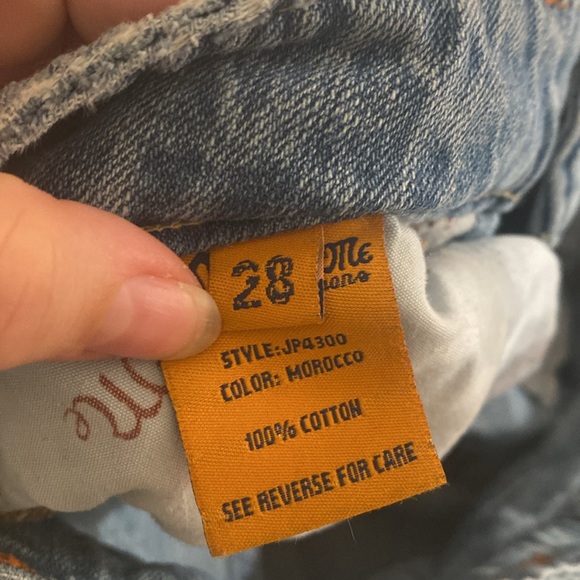 28
STYLE:JP4300
COLOR: MOROCCO
100% COTTON
SEE REVERSE FOR CARE